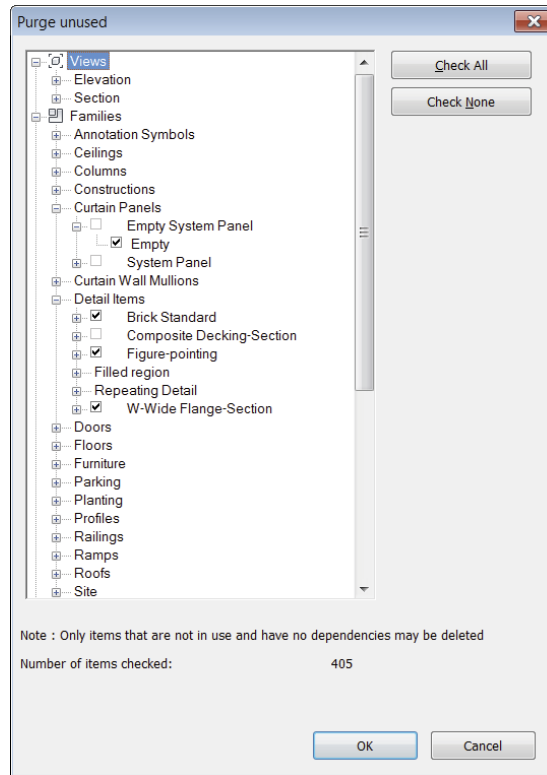 Purge unused
Views
Elevation
Section
Families
Annotation Symbols
Ceilings
Columns
Constructions
Curtain Panels
Empty System Panel
Empty
System Panel
Curtain Wall Mullions
Detail Items
Brick Standard
Composite Decking-Section
Figure-pointing
Filled region
Repeating Detail
W-Wide Flange-Section
Doors
Floors
Furniture
Parking
Planting
Profiles
Railings
Ramps
Roofs
Site
Check All
Check None
Note : Only items that are not in use and have no dependencies may be deleted
Number of items checked: 405
OK Cancel